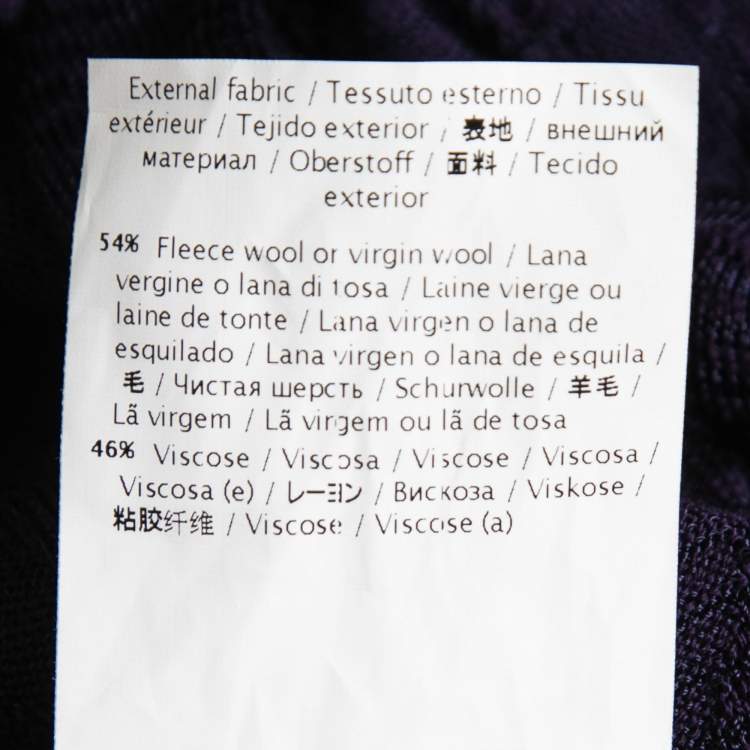 External fabric / Tessuto esterno / Tissu
extérieur / Tejido exterior / 表地 / внешний
материал / Oberstoff / 面料 / Tecido
exterior
54% Fleece wool or virgin wool / Lana
vergine o lana di tosa / Laine vierge ou
laine de tonte / Lana virgen o lana de
esquilado / Lana virgen o lana de esquila /
毛 / Чистая шерсть / Schurwolle / 羊毛 /
Lã virgem / Lã virgem ou lã de tosa
46% Viscose / Viscosa / Viscose / Viscosa /
Viscosa (e) / レーヨン / Вискоза / Viskose /
粘胶纤维 / Viscose / Viscose (a)